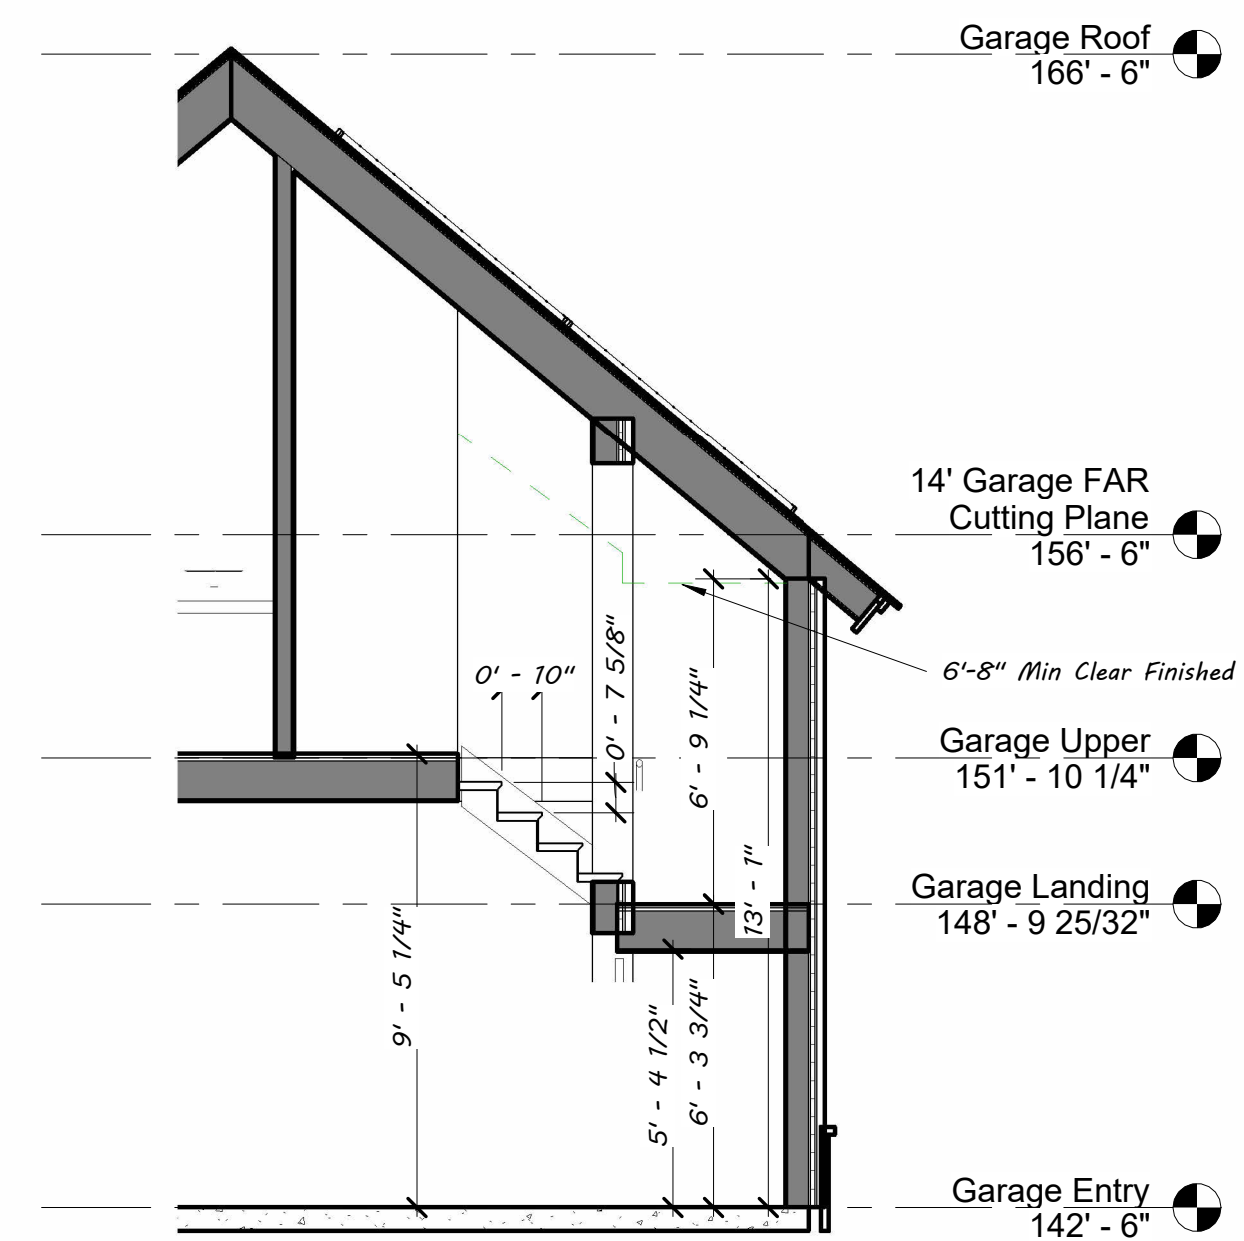 Garage Roof
166' - 6"
14' Garage FAR
Cutting Plane
156' - 6"
6'-8" Min Clear Finished
0' - 10"
0' - 7 5/8"
6' - 9 1/4"
Garage Upper
151' - 10 1/4"
13' - 1"
Garage Landing
148' - 9 25/32"
9' - 5 1/4"
5' - 4 1/2"
6' - 3 3/4"
Garage Entry
142' - 6"